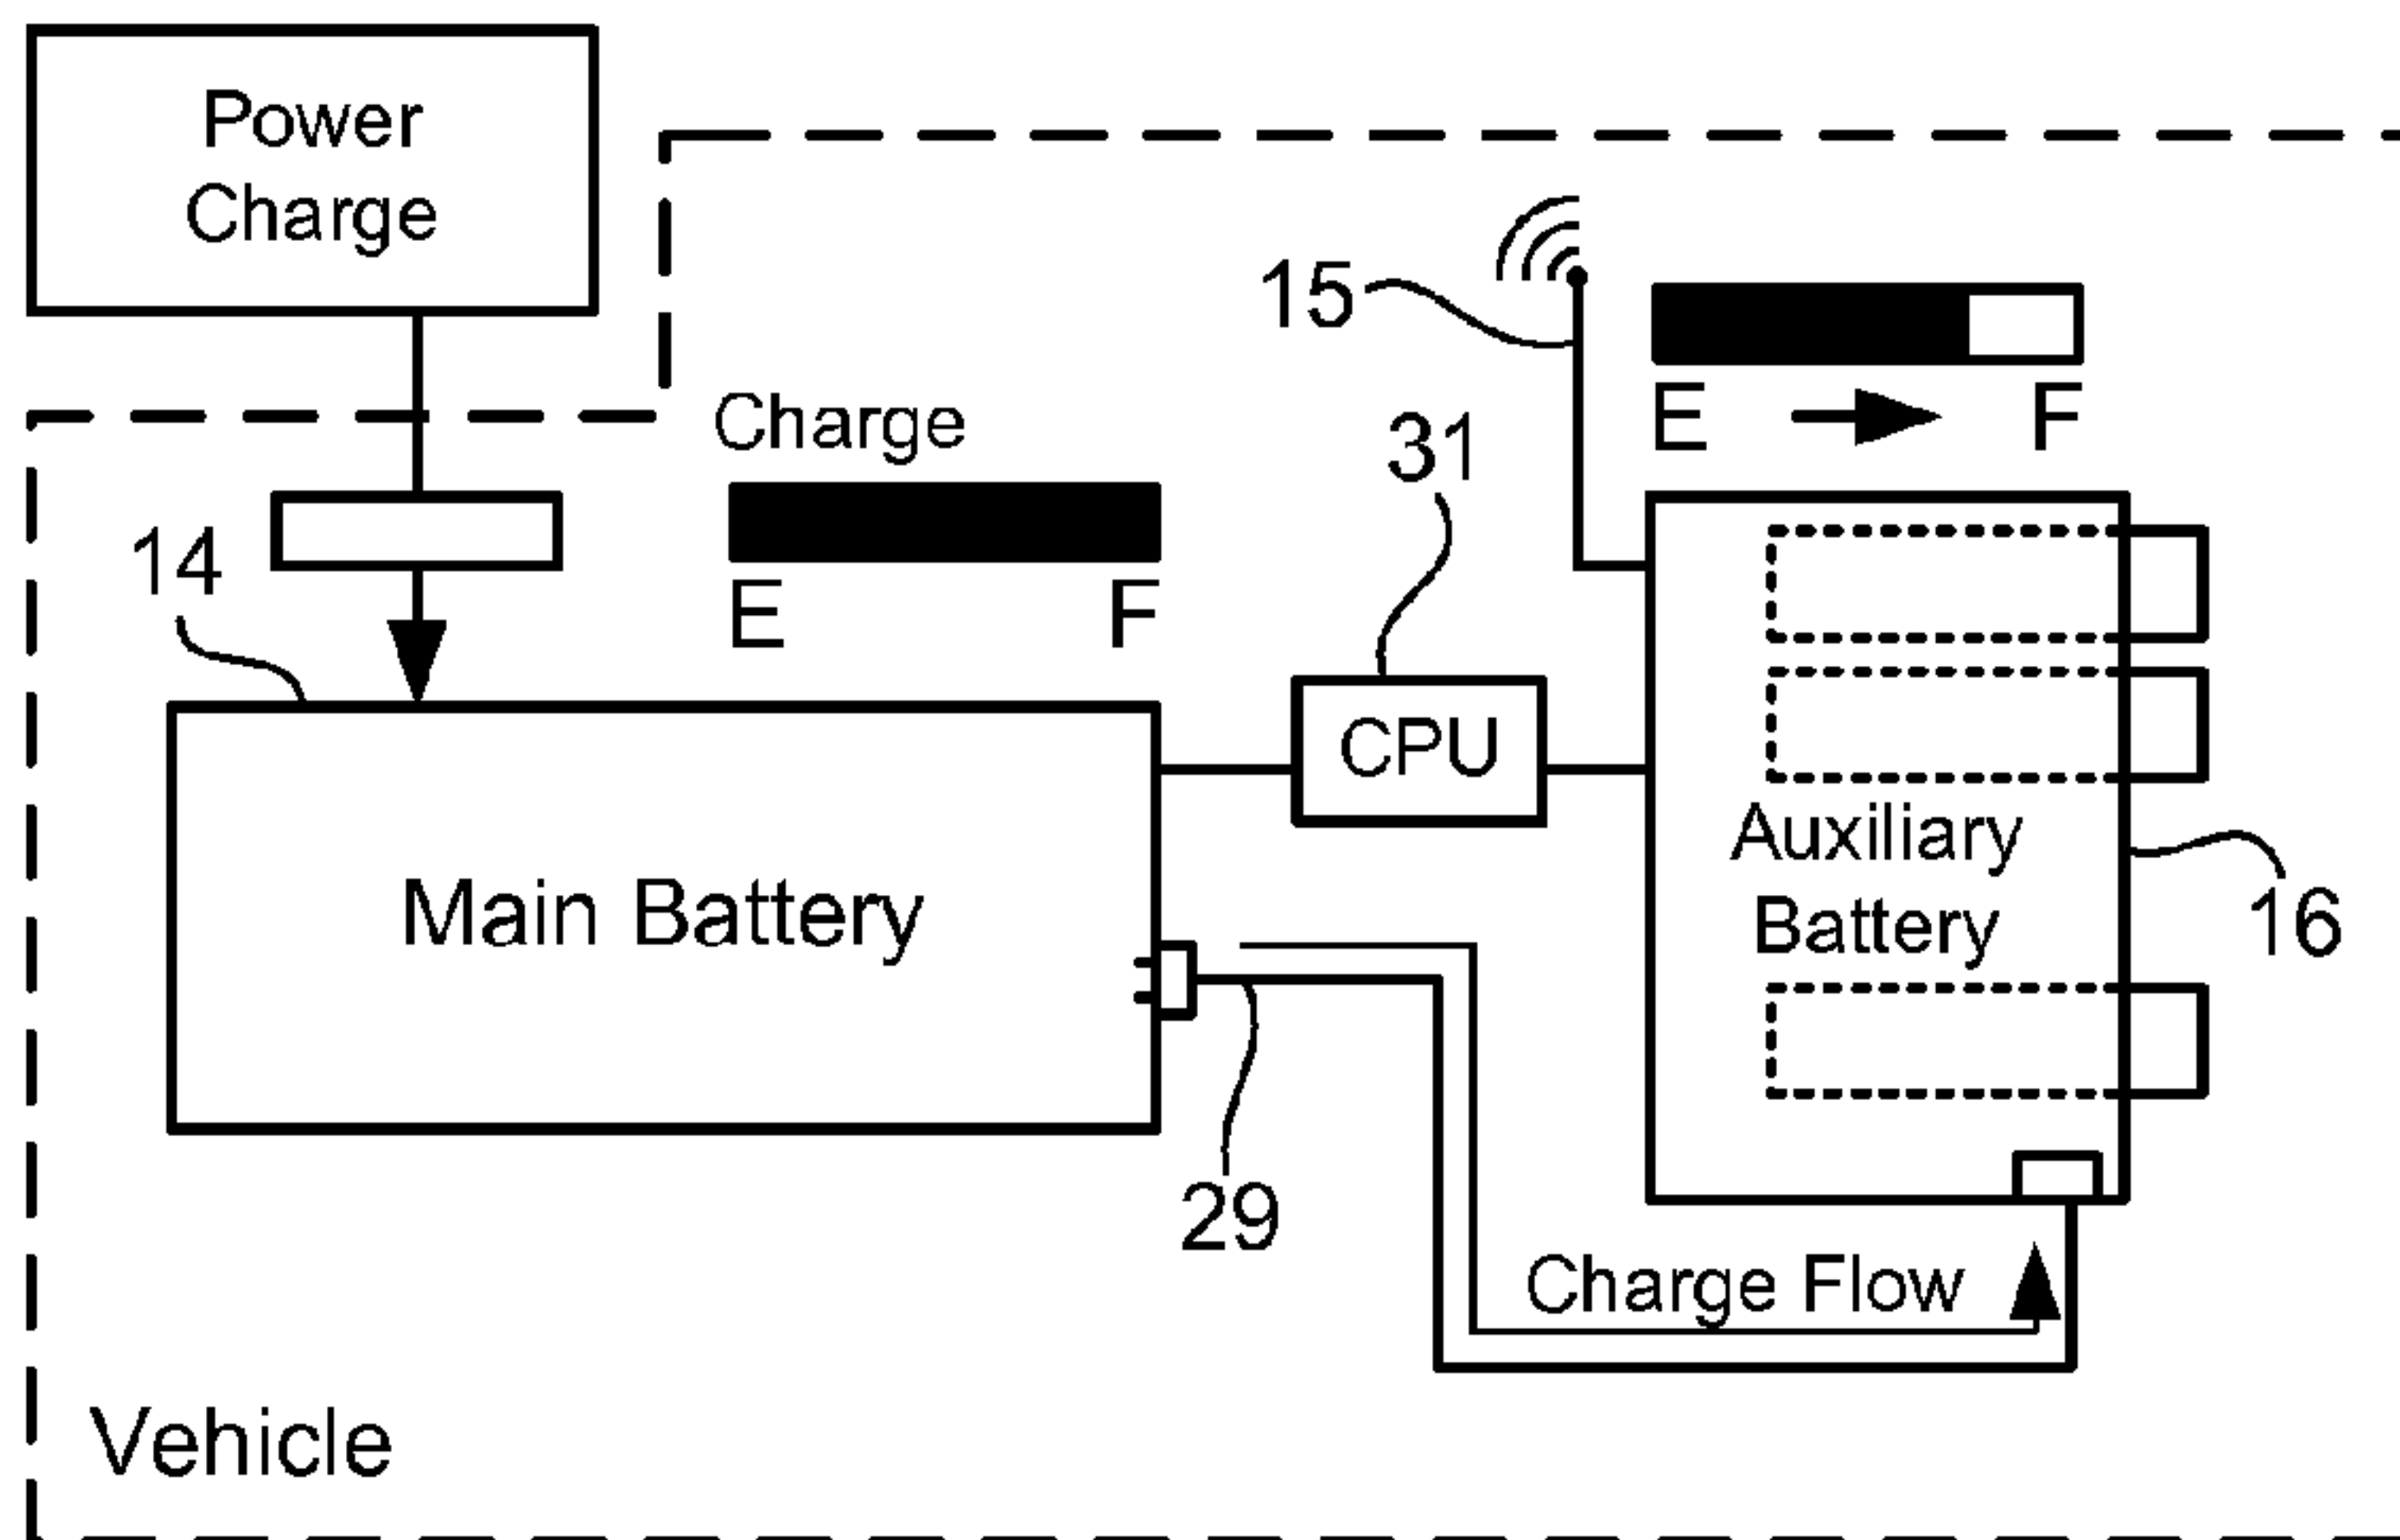 Power
Charge
15
E F
Charge
31
14
E F
CPU
Auxiliary
Battery
Main Battery
16
29
Charge Flow
Vehicle